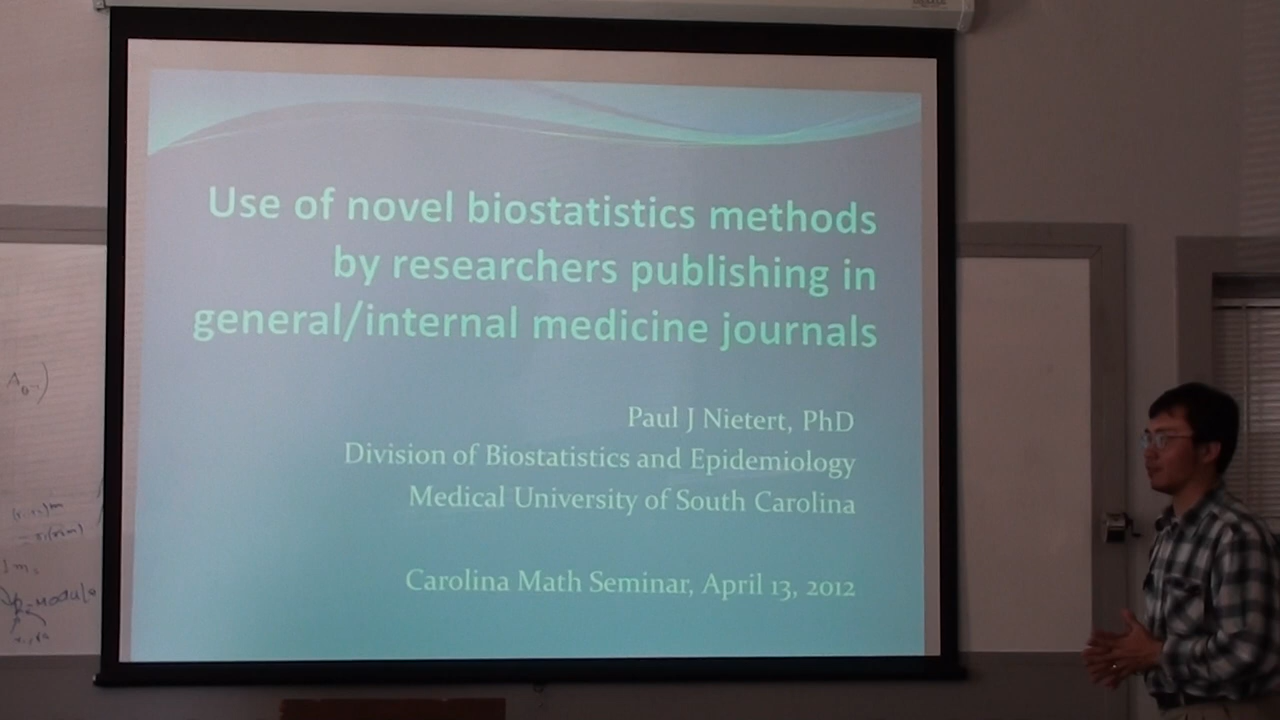 Use of novel biostatistics methods
by researchers publishing in
general/internal medicine journals
Paul J Nietert, PhD
Division of Biostatistics and Epidemiology
Medical University of South Carolina
Carolina Math Seminar, April 13, 2012